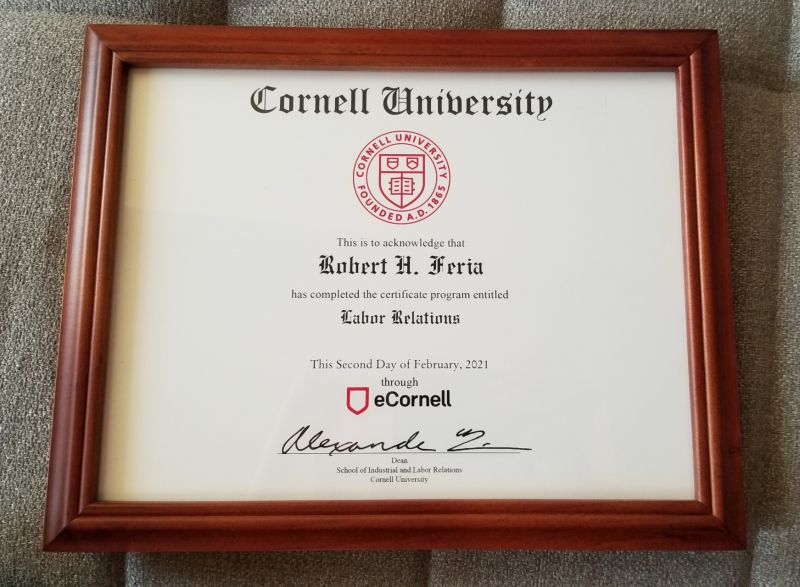 Cornell University
CORNELL UNIVERSITY
FOUNDED A.D. 1865
This is to acknowledge that
Robert H. Feria
has completed the certificate program entitled
Labor Relations
This Second Day of February, 2021
through
eCornell
Dean
School of Industrial and Labor Relations
Cornell University